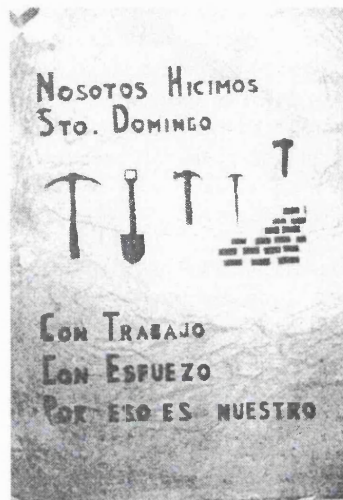 NOSOTOS HICIMOS
STO. DOMINGO
CON TRABAJO
CON ESFUEZO
POR ESO ES NUESTRO